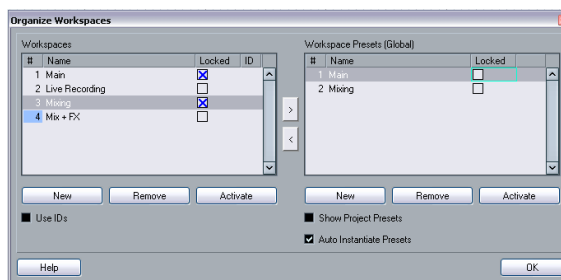 Organize Workspaces
Workspaces
# Name Locked ID
1 Main
2 Live Recording
3 Mixing
4 Mix + FX
New Remove Activate
Use IDs
>
<
Workspace Presets (Global)
# Name Locked
1 Main
2 Mixing
New Remove Activate
Show Project Presets
Auto Instantiate Presets
Help
OK